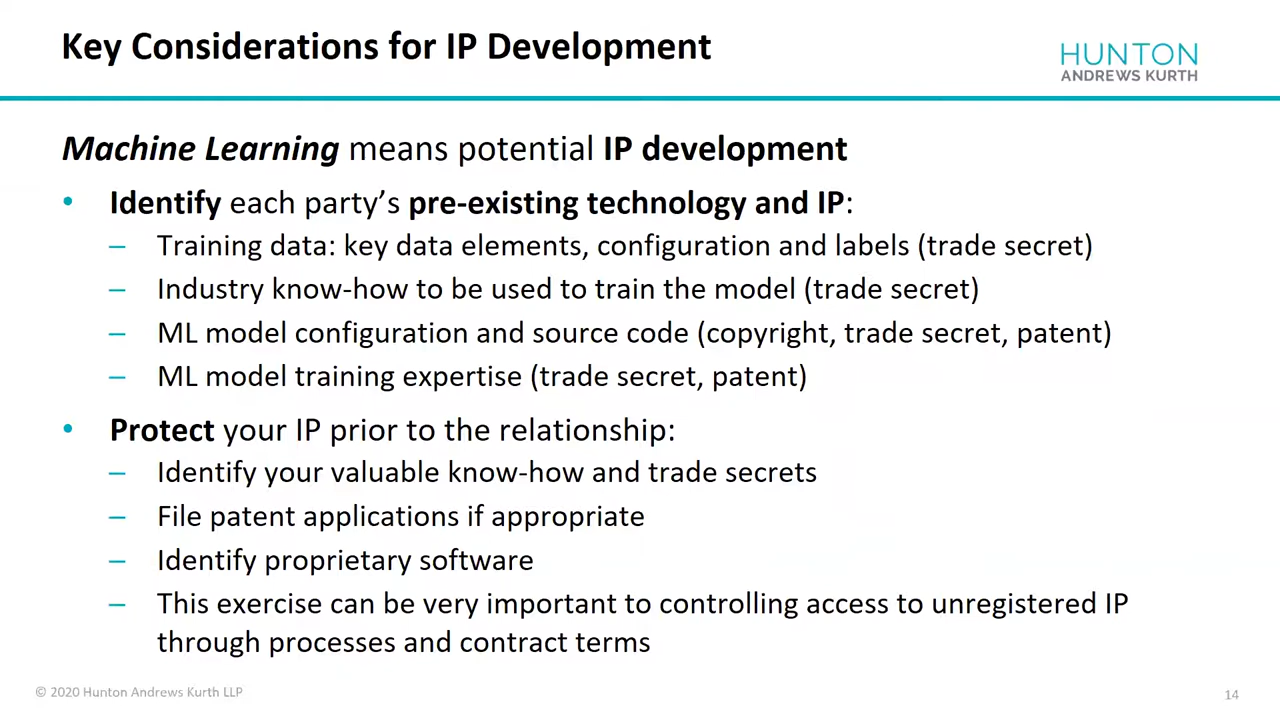 Key Considerations for IP Development
HUNTON
ANDREWS KURTH
Machine Learning means potential IP development
• Identify each party’s pre-existing technology and IP:
– Training data: key data elements, configuration and labels (trade secret)
– Industry know-how to be used to train the model (trade secret)
– ML model configuration and source code (copyright, trade secret, patent)
– ML model training expertise (trade secret, patent)
• Protect your IP prior to the relationship:
– Identify your valuable know-how and trade secrets
– File patent applications if appropriate
– Identify proprietary software
– This exercise can be very important to controlling access to unregistered IP
through processes and contract terms
© 2020 Hunton Andrews Kurth LLP
14